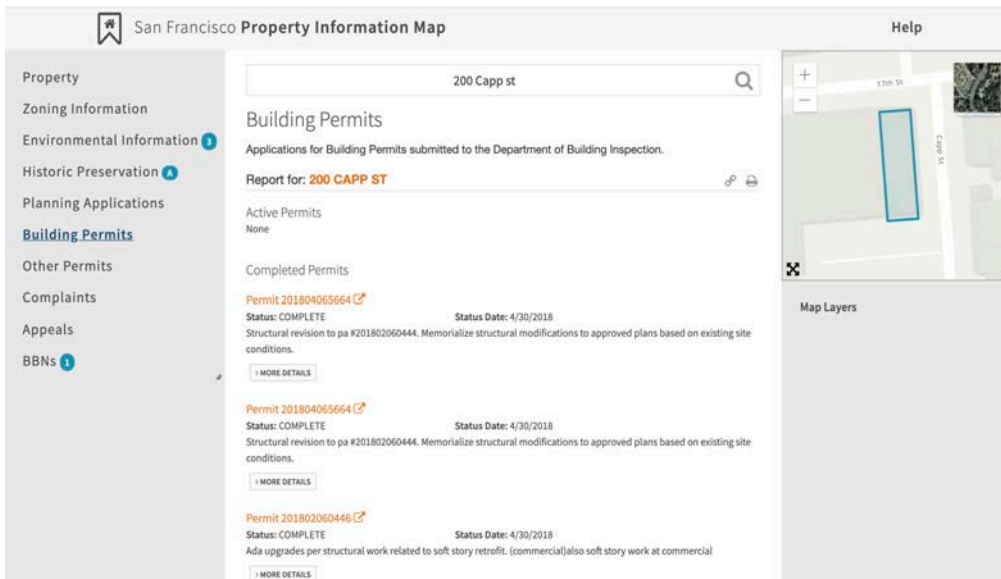 San Francisco Property Information Map
Help
Property
Zoning Information
Environmental Information 3
Historic Preservation A
Planning Applications
Building Permits
Other Permits
Complaints
Appeals
BBNs 1
200 Capp st
Building Permits
Applications for Building Permits submitted to the Department of Building Inspection.
Report for: 200 CAPP ST
Active Permits
None
Completed Permits
Permit 201804065664
Status: COMPLETE Status Date: 4/30/2018
Structural revision to pa #201802060444. Memorialize structural modifications to approved plans based on existing site
conditions.
> MORE DETAILS
Permit 201804065664
Status: COMPLETE Status Date: 4/30/2018
Structural revision to pa #201802060444. Memorialize structural modifications to approved plans based on existing site
conditions.
> MORE DETAILS
Permit 201802060446
Status: COMPLETE Status Date: 4/30/2018
Ada upgrades per structural work related to soft story retrofit. (commercial)also soft story work at commercial
> MORE DETAILS
+
−
17th St
Capp St
Map Layers